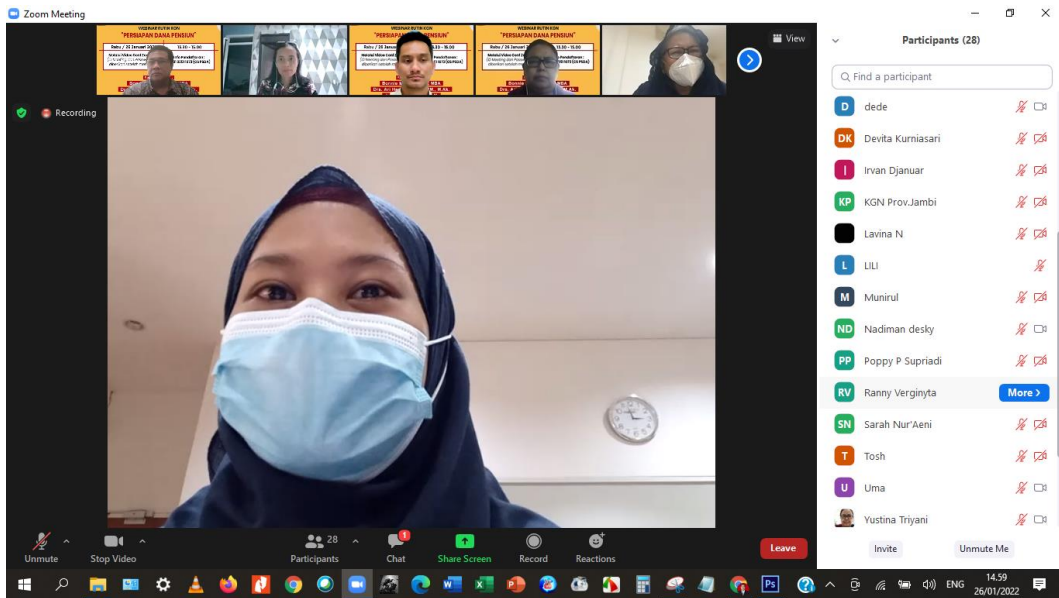 Zoom Meeting
WEBINAR RUTIN KGN
"PERSIAPAN DANA PENSIUN"
WEBINAR RUTIN KGN
"PERSIAPAN DANA PENSIUN"
WEBINAR RUTIN KGN
"PERSIAPAN DANA PENSIUN"
View
Recording
Participants (28)
Find a participant
D dede
DK Devita Kurniasari
I Irvan Djanuar
KP KGN Prov.Jambi
Lavina N
L LILI
M Munirul
ND Nadiman desky
PP Poppy P Supriadi
RV Ranny Verginyta More
SN Sarah Nur'Aeni
T Tosh
U Uma
Yustina Triyani
Invite Unmute Me
Unmute
Stop Video
28
Participants
1
Chat
Share Screen
Record
Reactions
Leave
Ps
ENG
14.59
26/01/2022